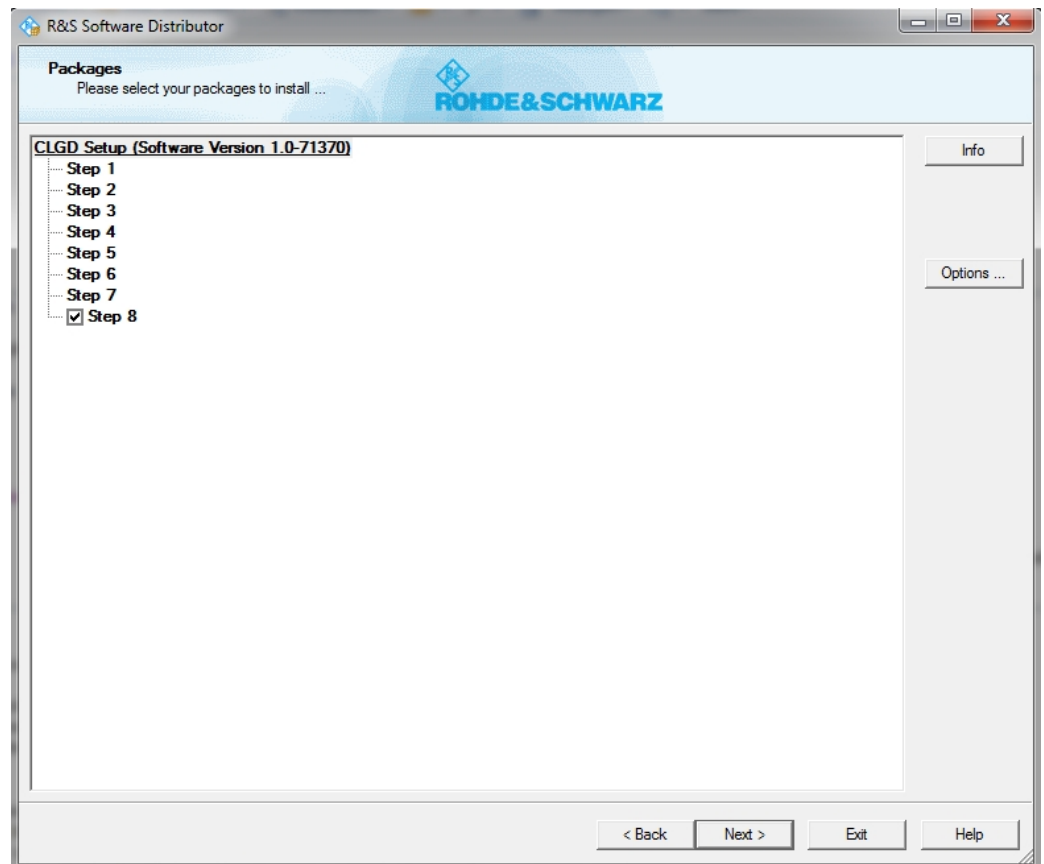 R&S Software Distributor
Packages
Please select your packages to install ...
ROHDE&SCHWARZ
CLGD Setup (Software Version 1.0-71370)
Step 1
Step 2
Step 3
Step 4
Step 5
Step 6
Step 7
Step 8
Info
Options ...
< Back
Next >
Exit
Help